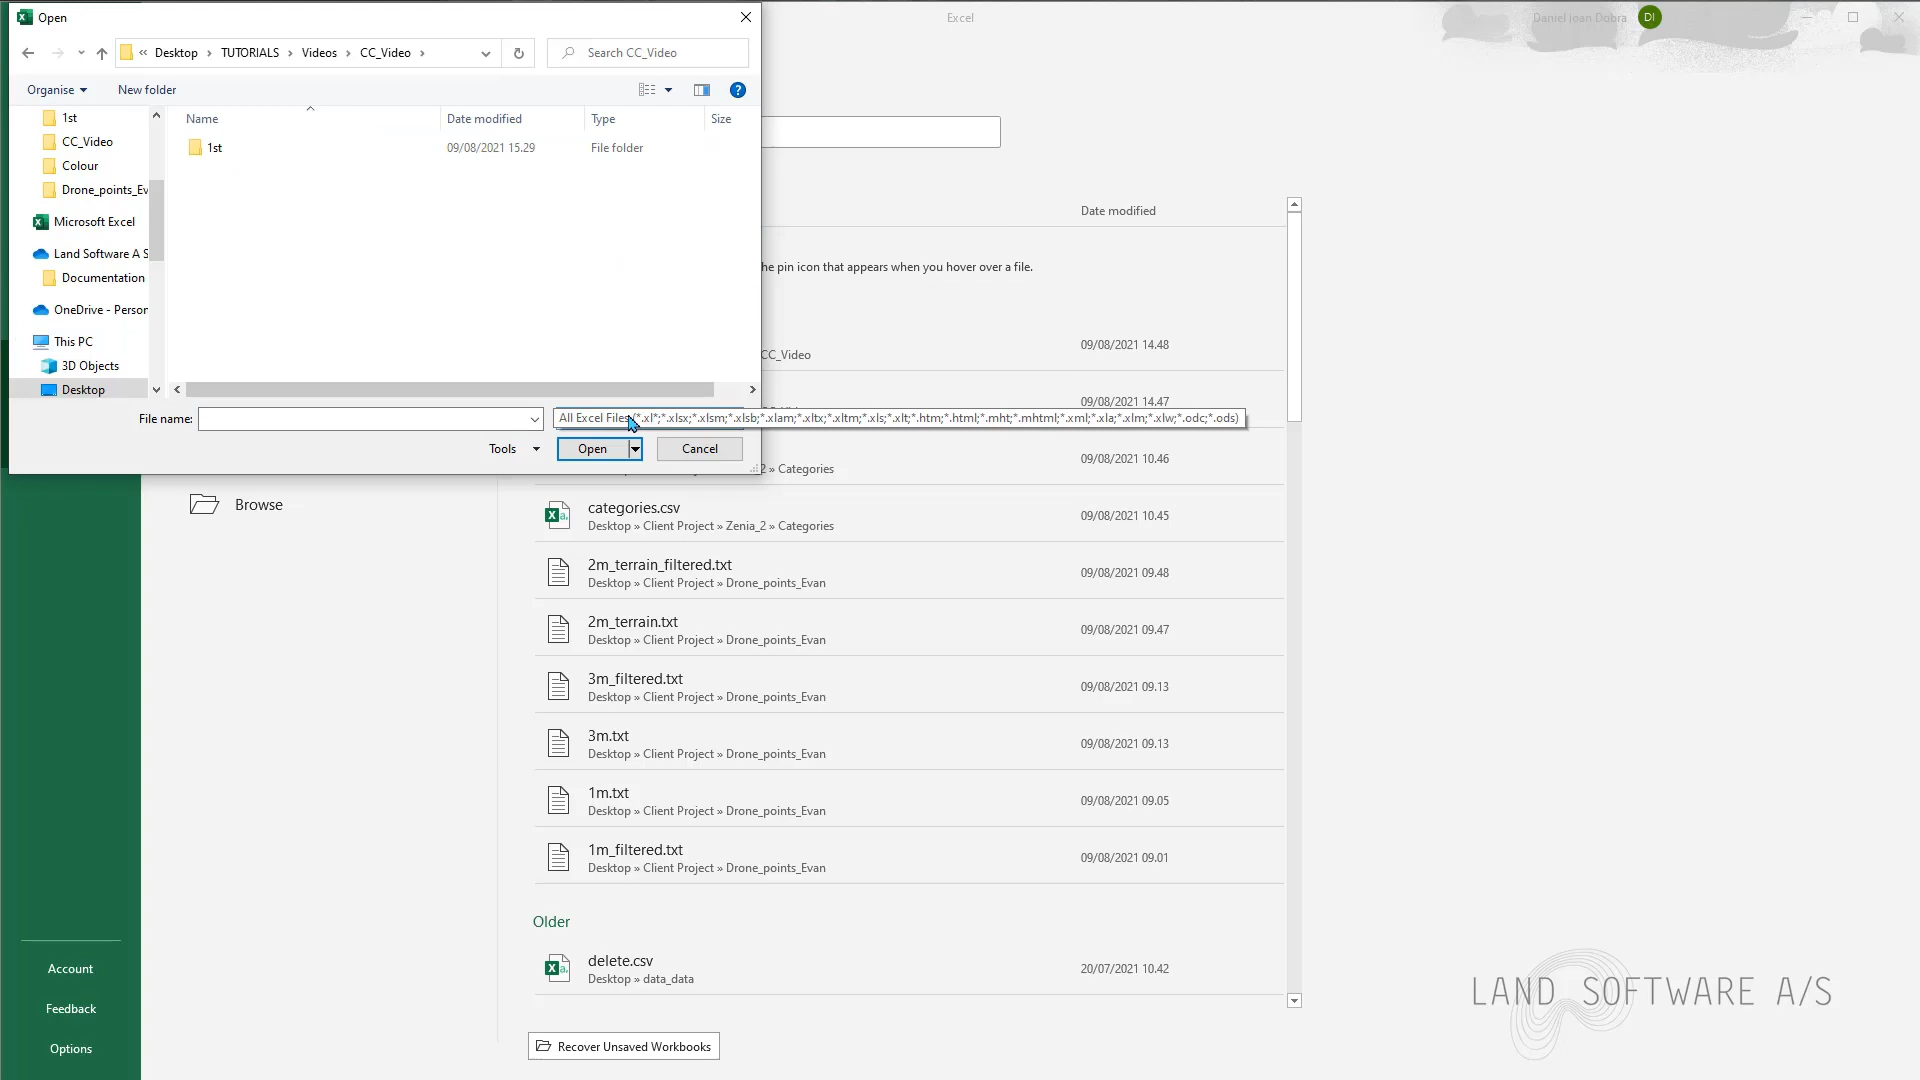 Open
Excel
Daniel Ioan Dobra
DI
« Desktop › TUTORIALS › Videos › CC_Video ›
Search CC_Video
Organise
New folder
?
1st
CC_Video
Colour
Drone_points_Ev
Microsoft Excel
Land Software A S
Documentation
OneDrive - Person
This PC
3D Objects
Desktop
Name
Date modified
Type
Size
1st
09/08/2021 15.29
File folder
File name:
All Excel Files (*.xl*;*.xlsx;*.xlsm;*.xlsb;*.xlam;*.xltx;*.xltm;*.xls;*.xlt;*.htm;*.html;*.mht;*.mhtml;*.xml;*.xla;*.xlm;*.xlw;*.odc;*.ods)
Tools
Open
Cancel
Date modified
he pin icon that appears when you hover over a file.
CC_Video
09/08/2021 14.48
09/08/2021 14.47
2 » Categories
09/08/2021 10.46
Browse
categories.csv
Desktop » Client Project » Zenia_2 » Categories
09/08/2021 10.45
2m_terrain_filtered.txt
Desktop » Client Project » Drone_points_Evan
09/08/2021 09.48
2m_terrain.txt
Desktop » Client Project » Drone_points_Evan
09/08/2021 09.47
3m_filtered.txt
Desktop » Client Project » Drone_points_Evan
09/08/2021 09.13
3m.txt
Desktop » Client Project » Drone_points_Evan
09/08/2021 09.13
1m.txt
Desktop » Client Project » Drone_points_Evan
09/08/2021 09.05
1m_filtered.txt
Desktop » Client Project » Drone_points_Evan
09/08/2021 09.01
Older
delete.csv
Desktop » data_data
20/07/2021 10.42
Account
Feedback
Options
Recover Unsaved Workbooks
LAND SOFTWARE A/S